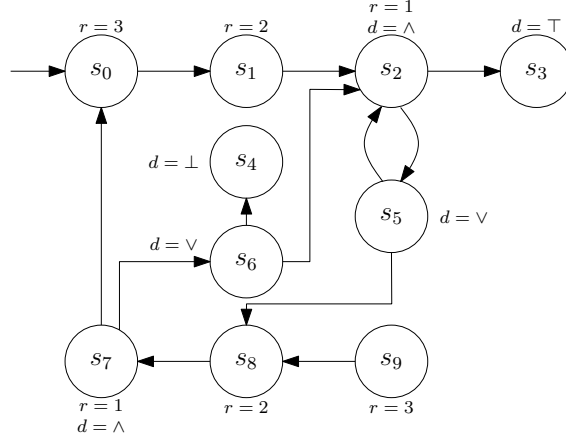 r = 3
r = 2
r = 1
d = ∧
d = ⊤
s₀
s₁
s₂
s₃
d = ⊥
s₄
s₅
d = ∨
d = ∨
s₆
s₇
s₈
s₉
r = 1
d = ∧
r = 2
r = 3